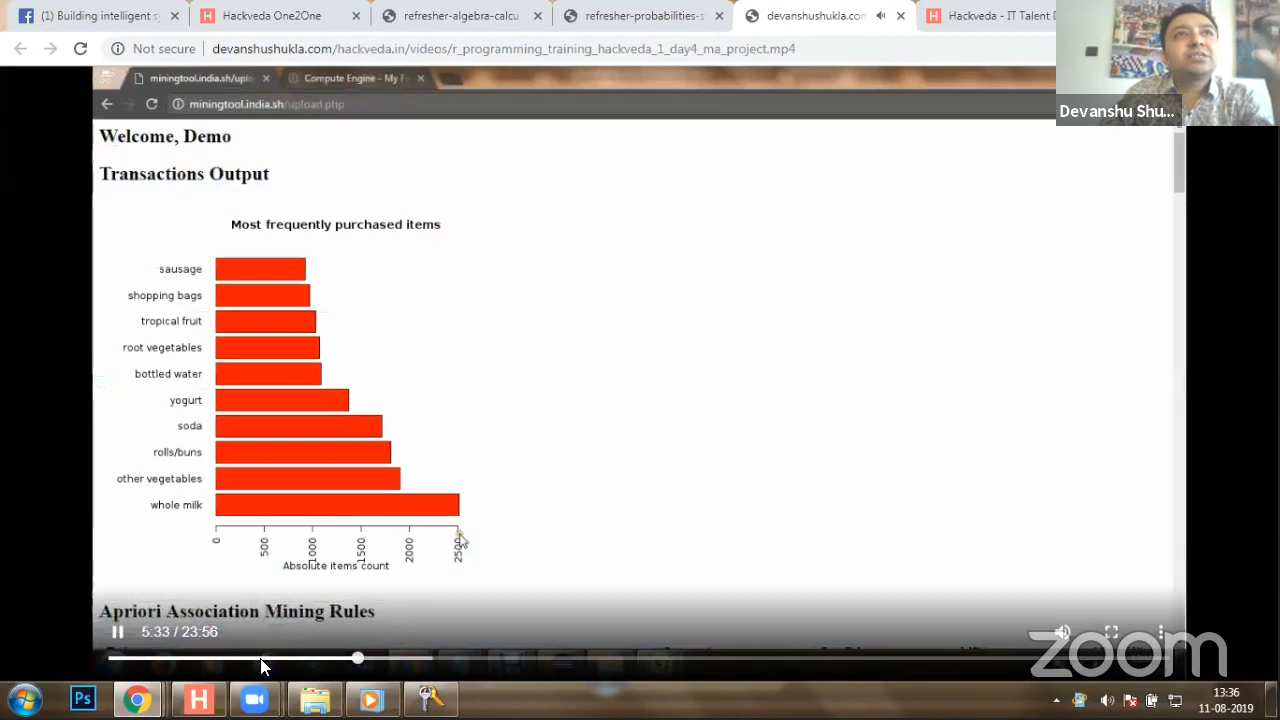 [1] Building intelligent s
Hackveda One2One
refresher-algebra-calcu
refresher-probabilities-s
devanshushukla.com
Hackveda - IT Talent D
Not secure
devanshushukla.com/hackveda.in/videos/r_programming_training_hackveda_1_day4_ma_project.mp4
Devanshu Shu...
miningtool.india.sh/uplo
Compute Engine - My F
miningtool.india.sh/upload.php
Welcome, Demo
Transactions Output
Most frequently purchased items
sausage
shopping bags
tropical fruit
root vegetables
bottled water
yogurt
soda
rolls/buns
other vegetables
whole milk
0 500 1000 1500 2000 2500
Absolute items count
Apriori Association Mining Rules
5:33 / 23:56
zoom
Ps
H
13:36
11-08-2019